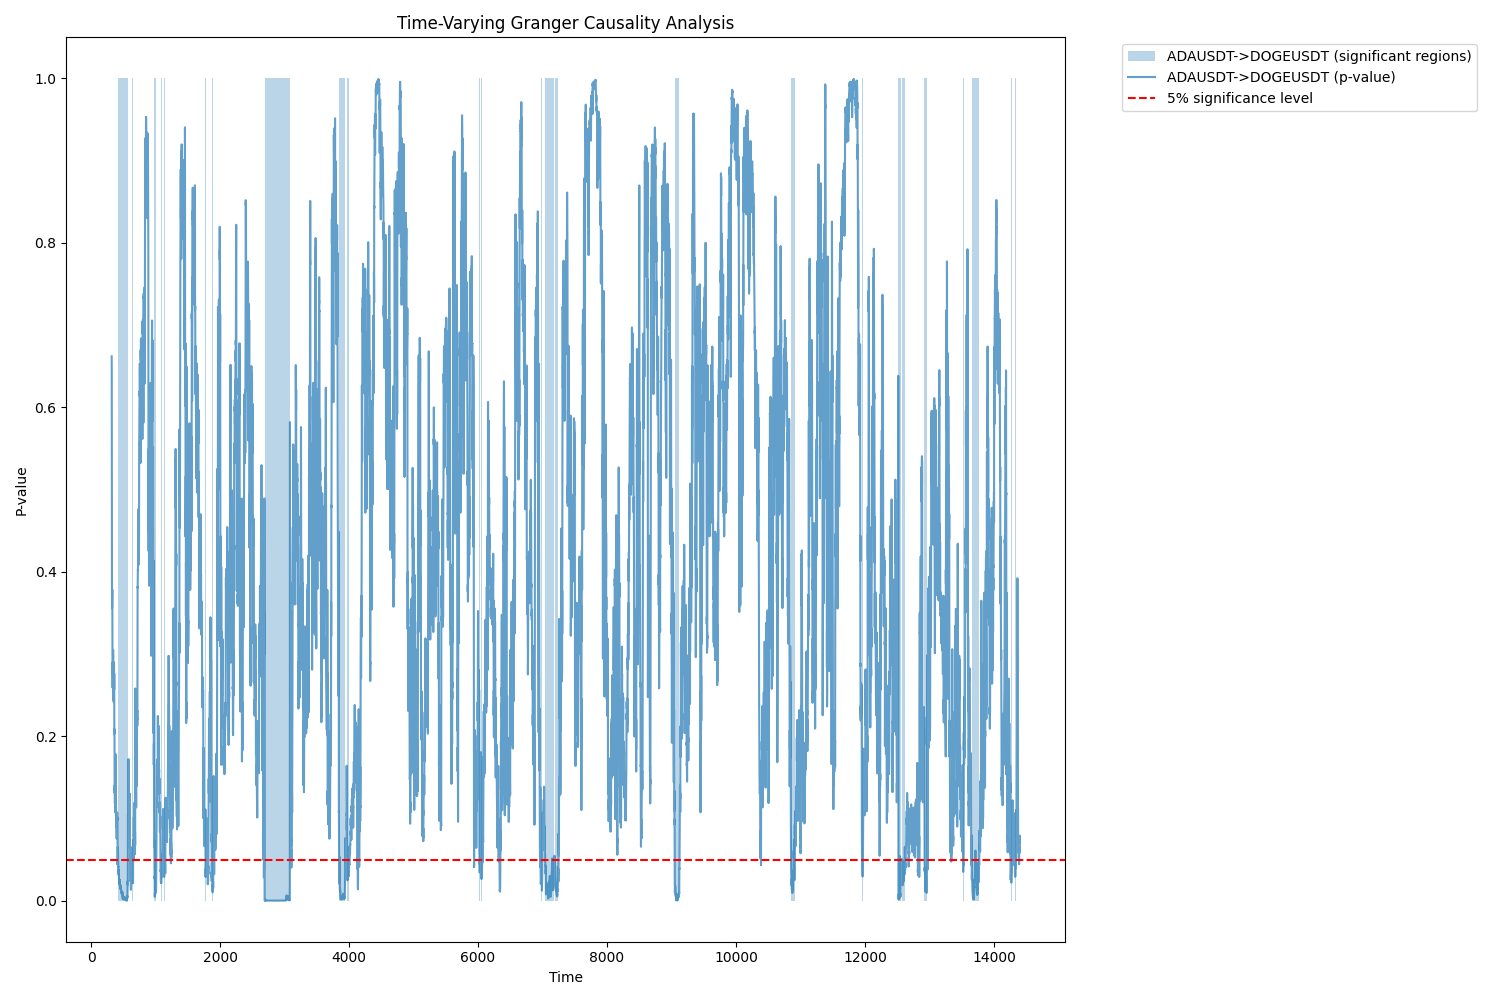 Time-Varying Granger Causality Analysis
ADAUSDT->DOGEUSDT (significant regions)
ADAUSDT->DOGEUSDT (p-value)
5% significance level
1.0
0.8
0.6
0.4
0.2
0.0
P-value
0 2000 4000 6000 8000 10000 12000 14000
Time